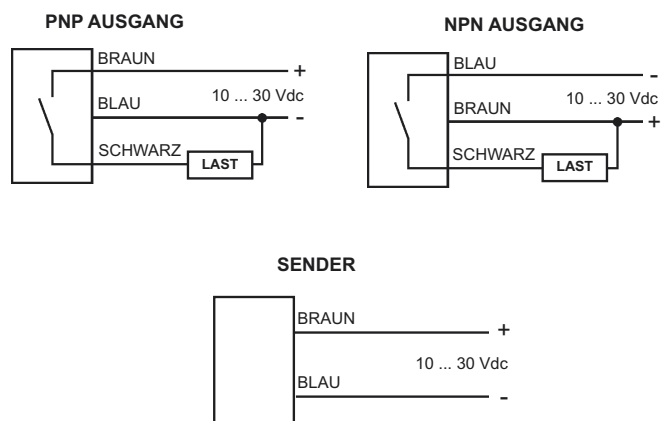 PNP AUSGANG
BRAUN
+
10 ... 30 Vdc
BLAU
-
SCHWARZ
LAST
NPN AUSGANG
BLAU
-
10 ... 30 Vdc
BRAUN
+
SCHWARZ
LAST
SENDER
BRAUN
+
10 ... 30 Vdc
BLAU
-